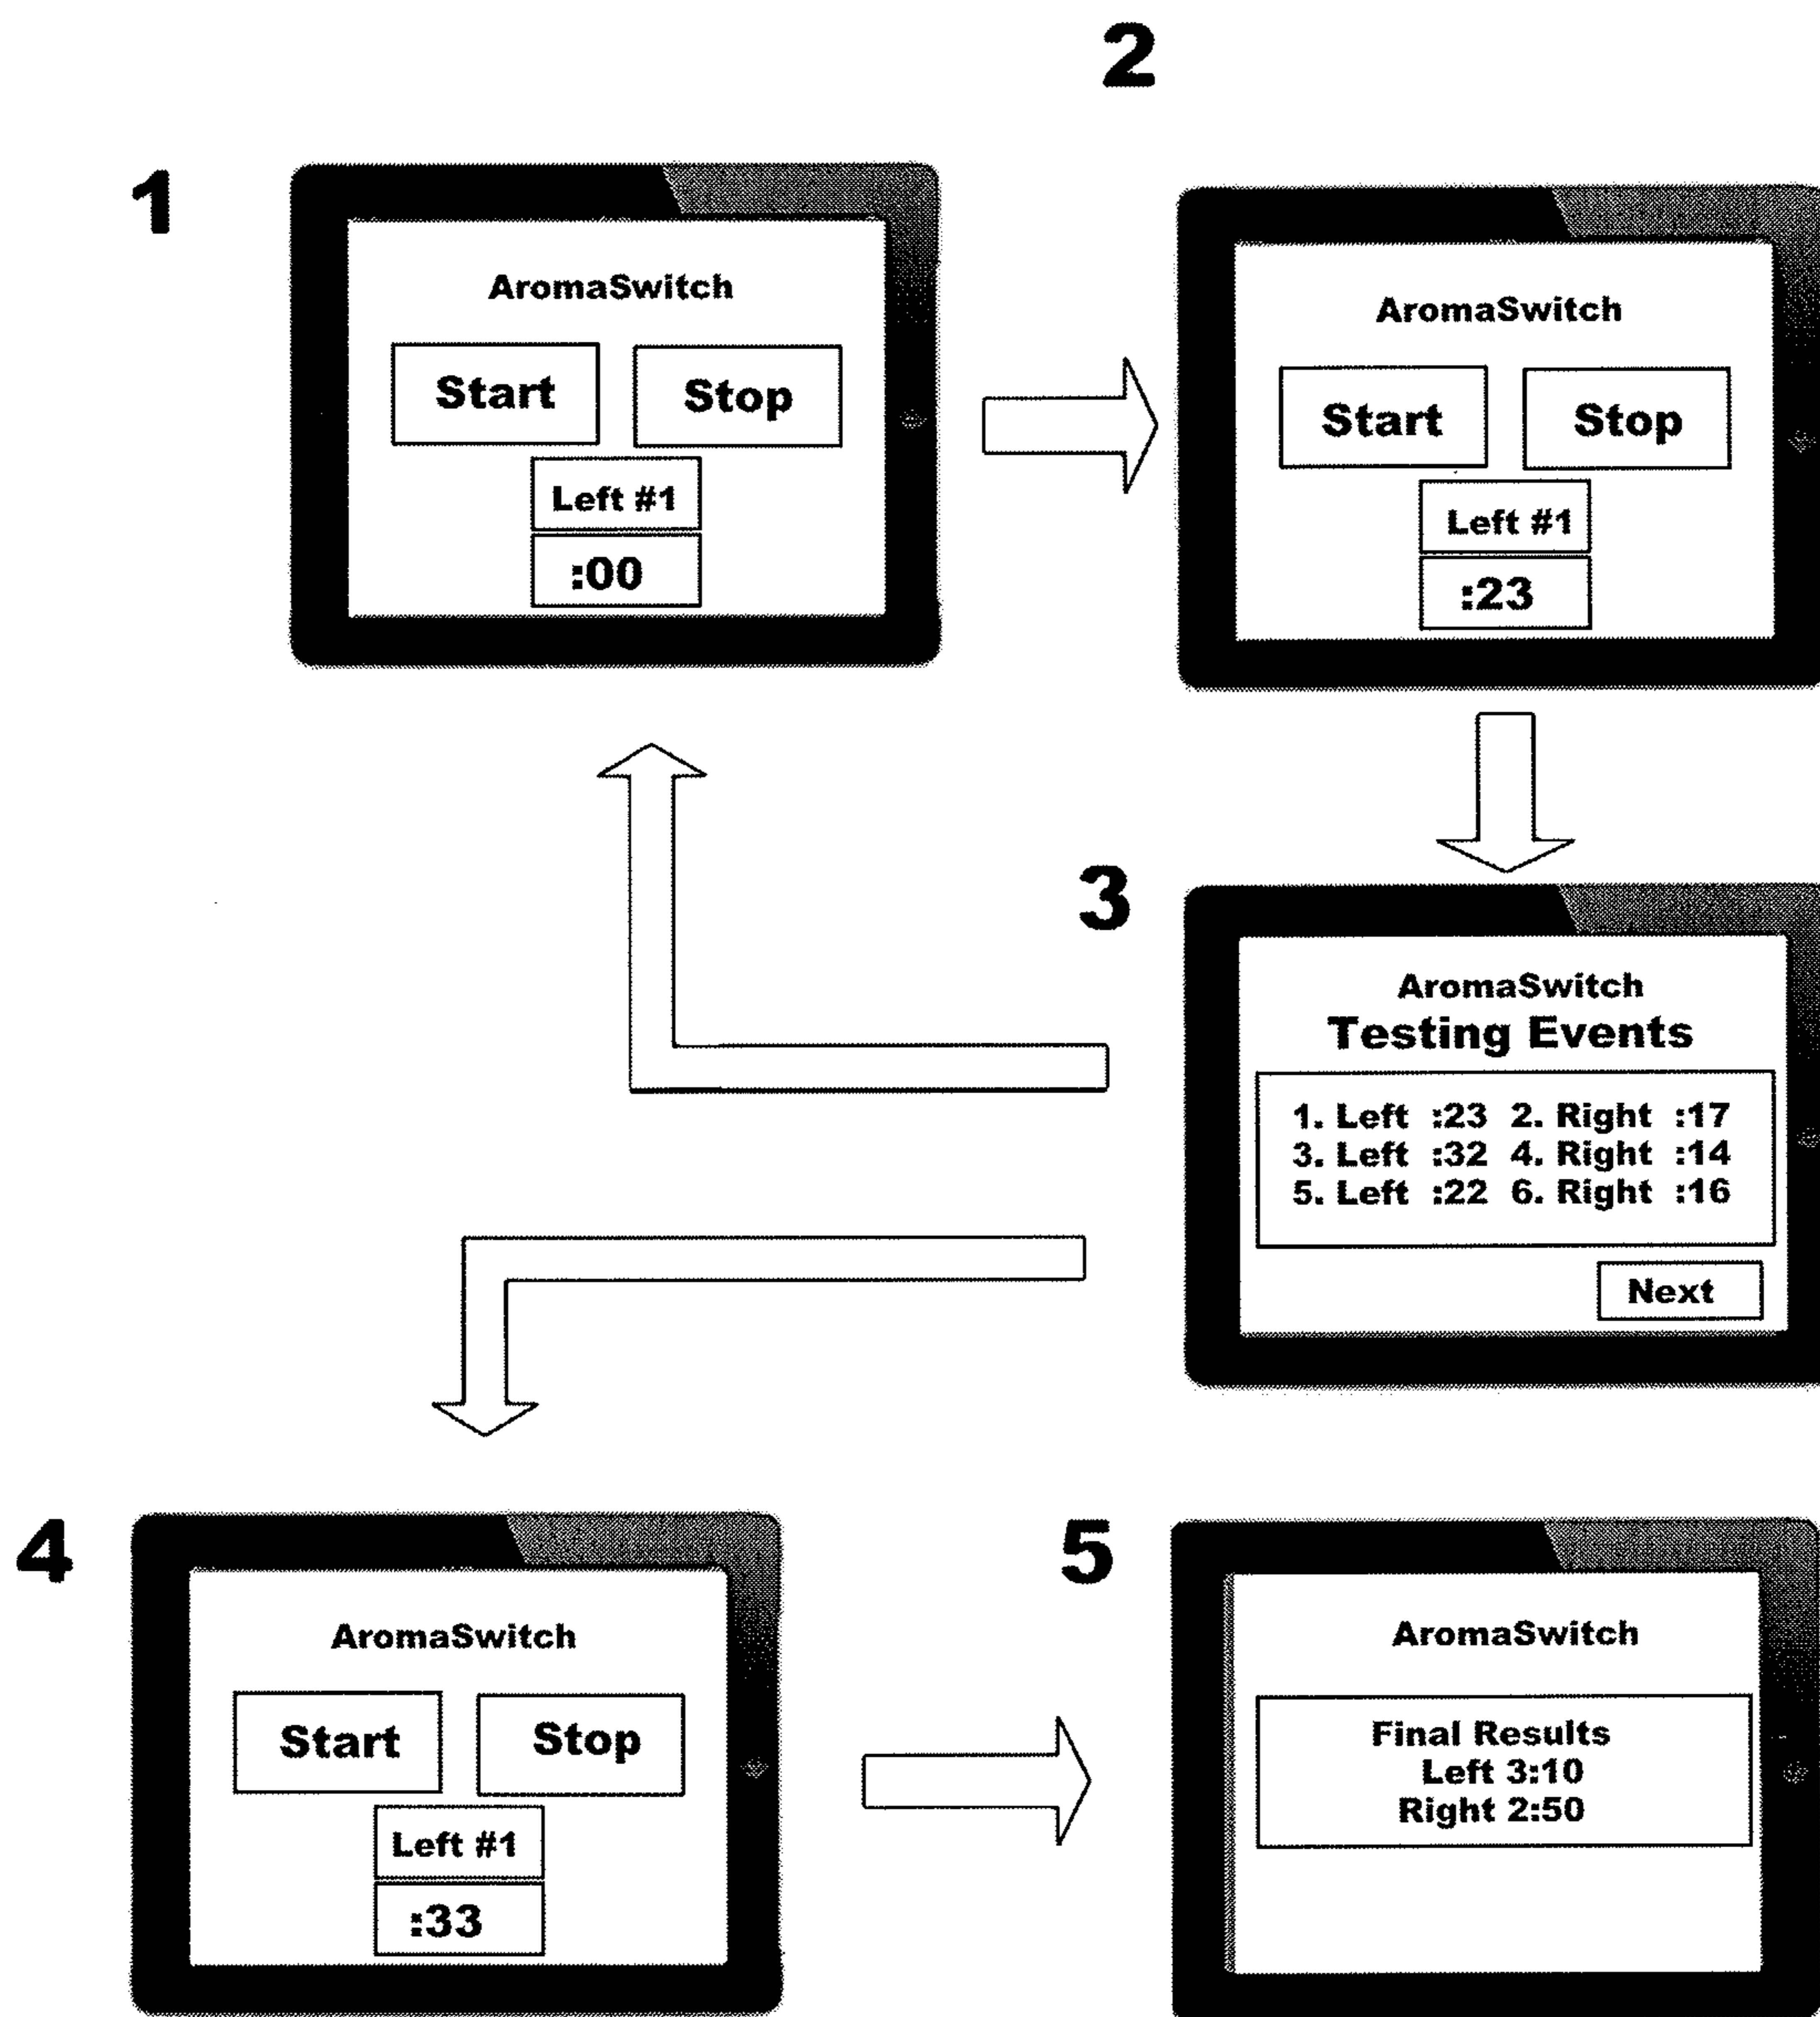 1
AromaSwitch
Start Stop
Left #1
:00
2
AromaSwitch
Start Stop
Left #1
:23
3
AromaSwitch
Testing Events
1. Left :23 2. Right :17
3. Left :32 4. Right :14
5. Left :22 6. Right :16
Next
4
AromaSwitch
Start Stop
Left #1
:33
5
AromaSwitch
Final Results
Left 3:10
Right 2:50